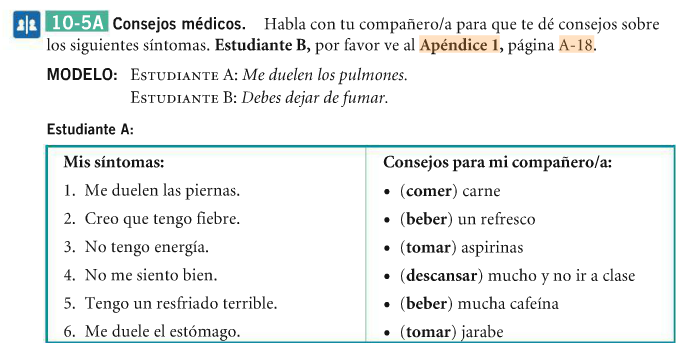 10-5A Consejos médicos. Habla con tu compañero/a para que te dé consejos sobre
los siguientes síntomas. Estudiante B, por favor ve al Apéndice 1, página A-18.
MODELO: ESTUDIANTE A: Me duelen los pulmones.
ESTUDIANTE B: Debes dejar de fumar.
Estudiante A:
Mis síntomas:
1. Me duelen las piernas.
2. Creo que tengo fiebre.
3. No tengo energía.
4. No me siento bien.
5. Tengo un resfriado terrible.
6. Me duele el estómago.
Consejos para mi compañero/a:
• (comer) carne
• (beber) un refresco
• (tomar) aspirinas
• (descansar) mucho y no ir a clase
• (beber) mucha cafeína
• (tomar) jarabe